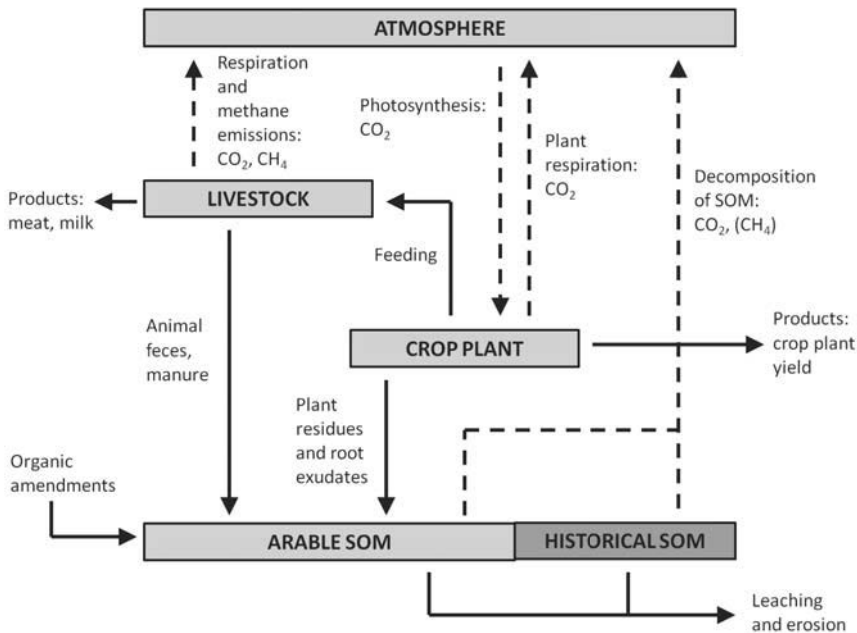 ATMOSPHERE
Respiration
and
methane
emissions:
CO₂, CH₄
Photosynthesis:
CO₂
Plant
respiration:
CO₂
Decomposition
of SOM:
CO₂, (CH₄)
Products:
meat, milk
LIVESTOCK
Feeding
Animal
feces,
manure
CROP PLANT
Products:
crop plant
yield
Plant
residues
and root
exudates
Organic
amendments
ARABLE SOM
HISTORICAL SOM
Leaching
and erosion